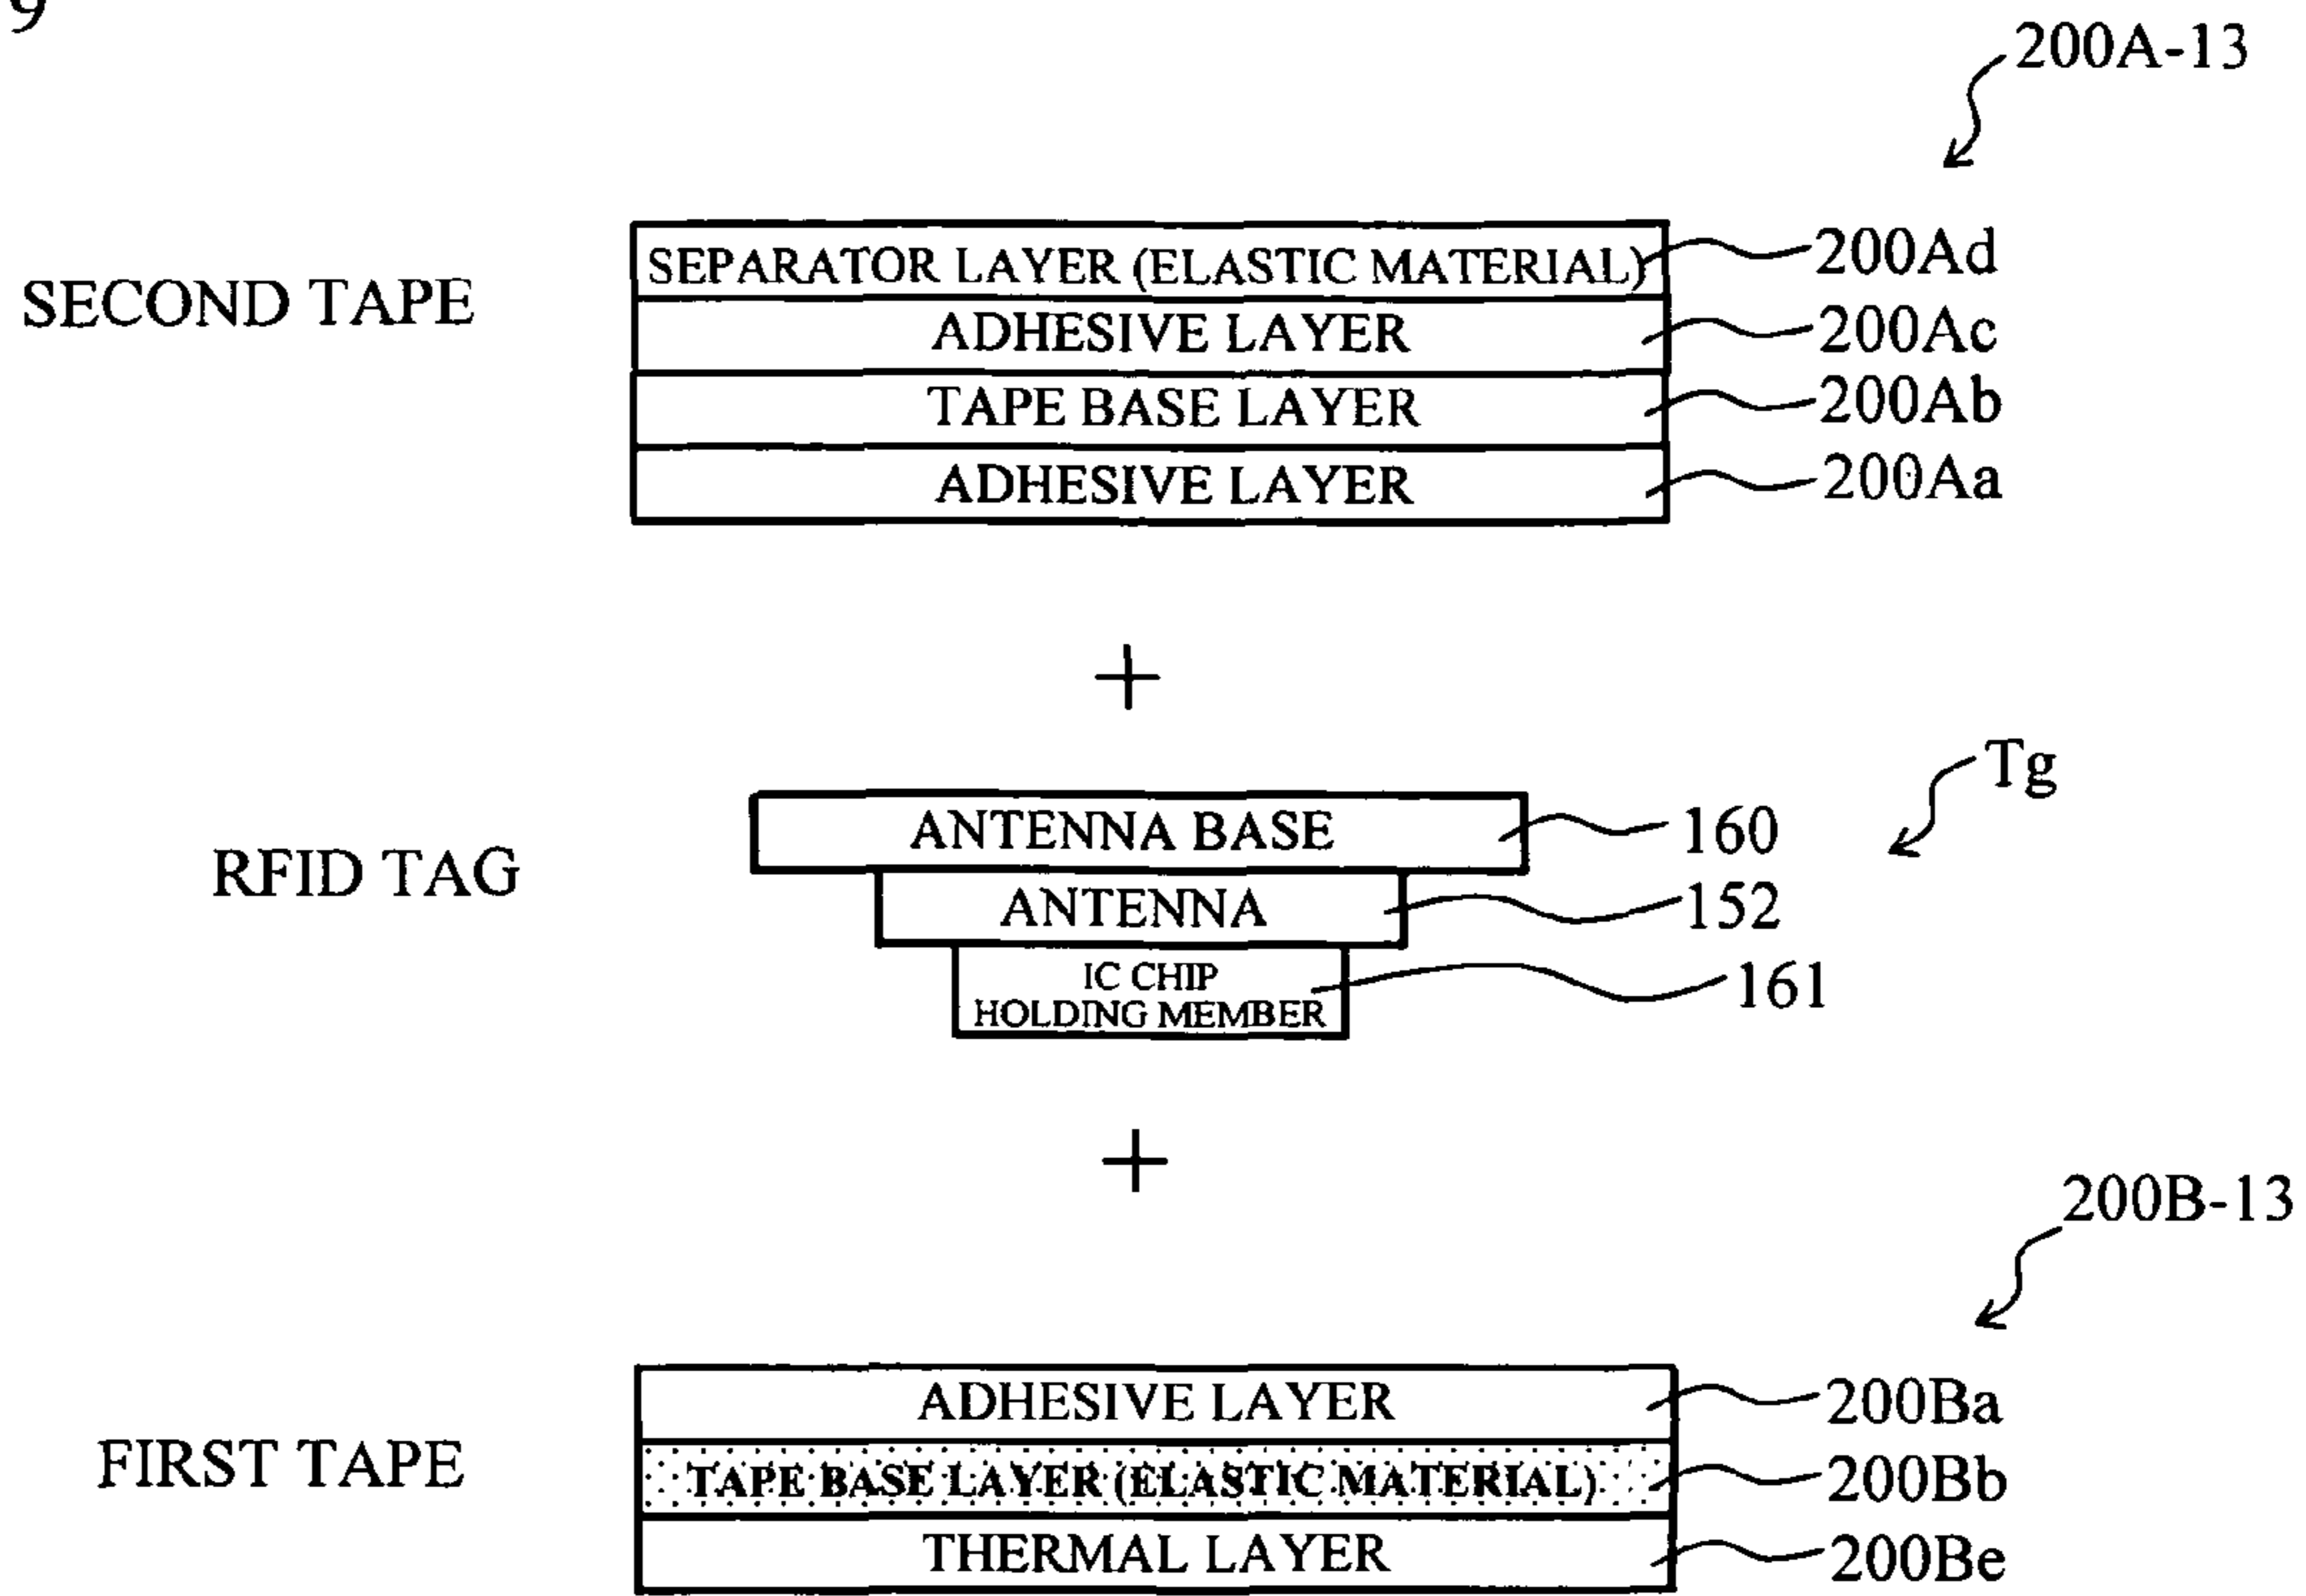 9
200A-13
SECOND TAPE
SEPARATOR LAYER (ELASTIC MATERIAL)
200Ad
ADHESIVE LAYER
200Ac
TAPE BASE LAYER
200Ab
ADHESIVE LAYER
200Aa
+
Tg
RFID TAG
ANTENNA BASE
160
ANTENNA
152
IC CHIP
HOLDING MEMBER
161
+
200B-13
FIRST TAPE
ADHESIVE LAYER
200Ba
TAPE BASE LAYER (ELASTIC MATERIAL)
200Bb
THERMAL LAYER
200Be